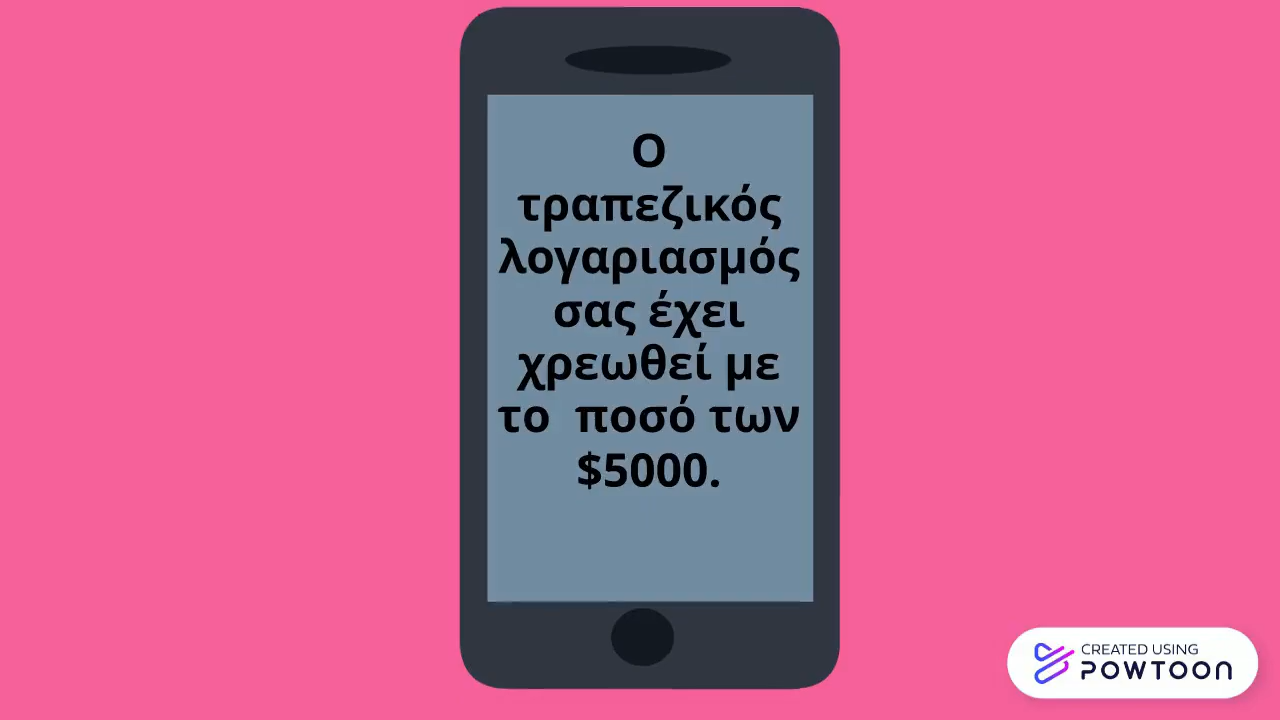 Ο
τραπεζικός
λογαριασμός
σας έχει
χρεωθεί με
το  ποσό των
$5000.
CREATED USING
POWTOON